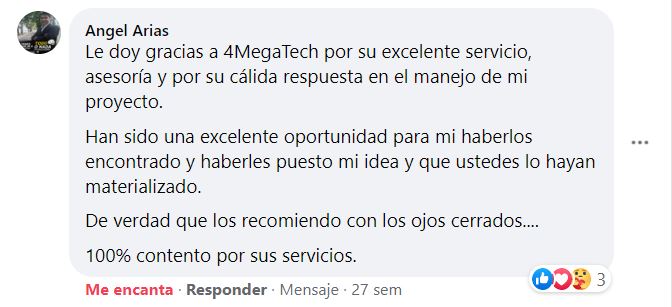 Angel Arias
Le doy gracias a 4MegaTech por su excelente servicio,
asesoría y por su cálida respuesta en el manejo de mi
proyecto.
Han sido una excelente oportunidad para mi haberlos
encontrado y haberles puesto mi idea y que ustedes lo hayan
materializado.
De verdad que los recomiendo con los ojos cerrados....
100% contento por sus servicios.
3
Me encanta · Responder · Mensaje · 27 sem